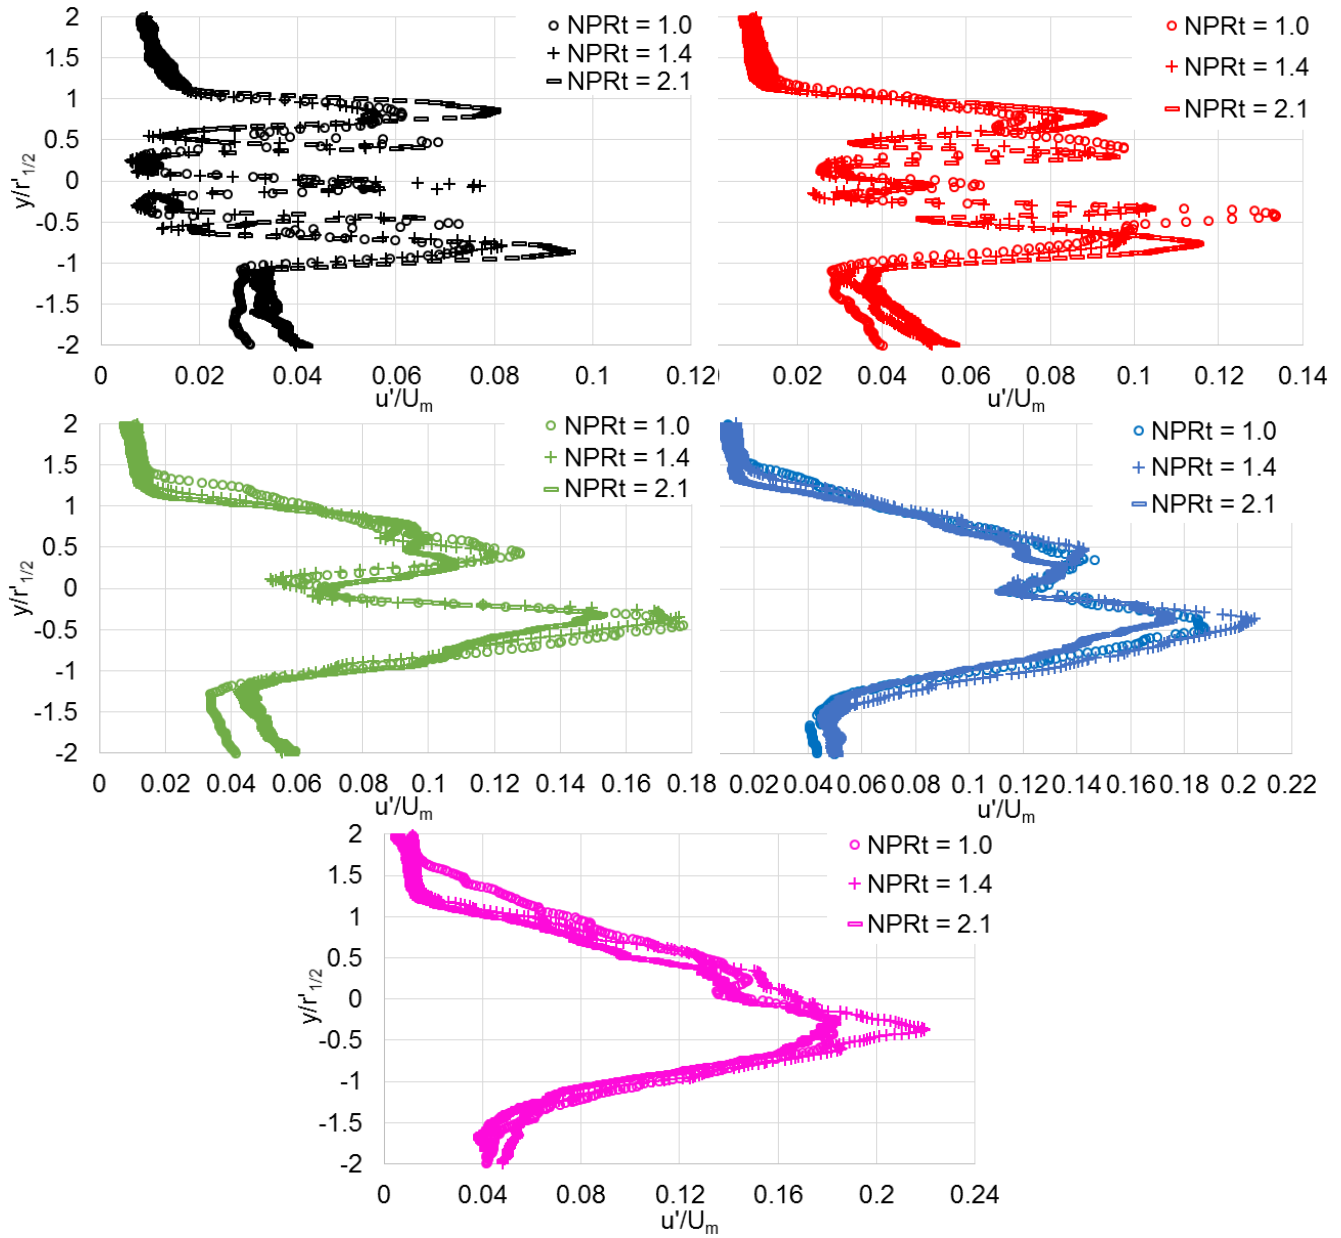 2
1.5
1
0.5
0
-0.5
-1
-1.5
-2
y/r'1/2
0 0.02 0.04 0.06 0.08 0.1 0.12
u'/Um
NPRt = 1.0
NPRt = 1.4
NPRt = 2.1
0.02 0.04 0.06 0.08 0.1 0.12 0.14
u'/Um
NPRt = 1.0
NPRt = 1.4
NPRt = 2.1
2
1.5
1
0.5
0
-0.5
-1
-1.5
-2
y/r'1/2
0 0.02 0.04 0.06 0.08 0.1 0.12 0.14 0.16 0.18
u'/Um
NPRt = 1.0
NPRt = 1.4
NPRt = 2.1
0.02 0.04 0.06 0.08 0.1 0.12 0.14 0.16 0.18 0.2 0.22
u'/Um
NPRt = 1.0
NPRt = 1.4
NPRt = 2.1
2
1.5
1
0.5
0
-0.5
-1
-1.5
-2
y/r'1/2
0 0.04 0.08 0.12 0.16 0.2 0.24
u'/Um
NPRt = 1.0
NPRt = 1.4
NPRt = 2.1